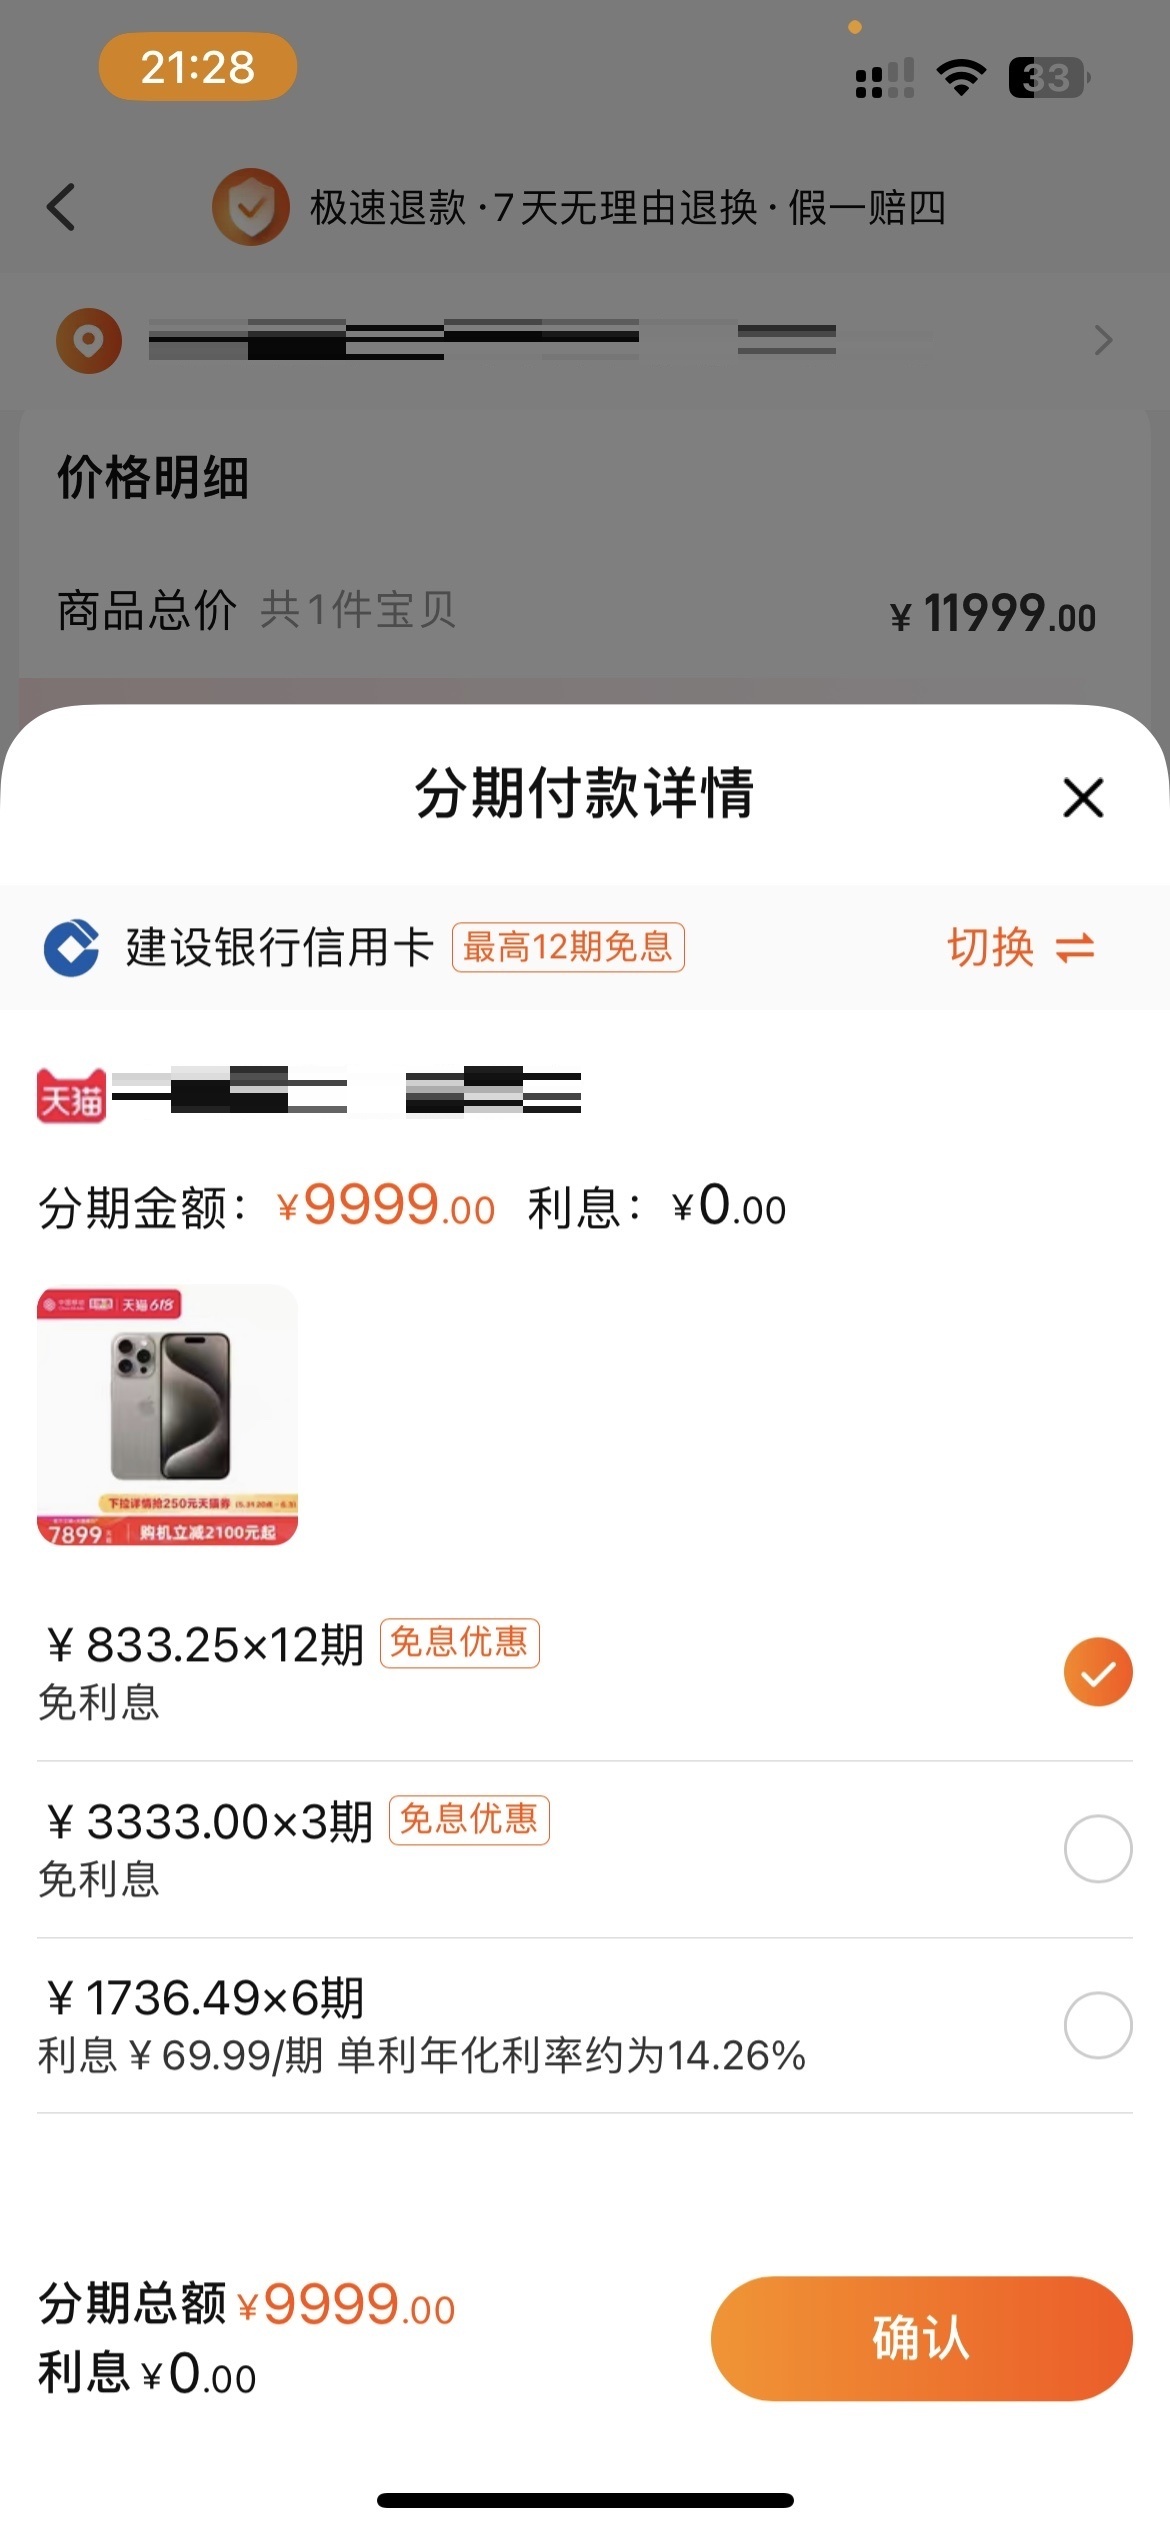 21:28
33
极速退款·7天无理由退换·假一赔四
价格明细
商品总价 共1件宝贝 ¥11999.00
分期付款详情
建设银行信用卡 最高12期免息 切换
天猫
分期金额：¥9999.00 利息：¥0.00
天猫618
下拉详情抢250元天猫券
7899 购机立减2100元起
¥833.25×12期 免息优惠
免利息
¥3333.00×3期 免息优惠
免利息
¥1736.49×6期
利息¥69.99/期 单利年化利率约为14.26%
分期总额¥9999.00
利息¥0.00
确认